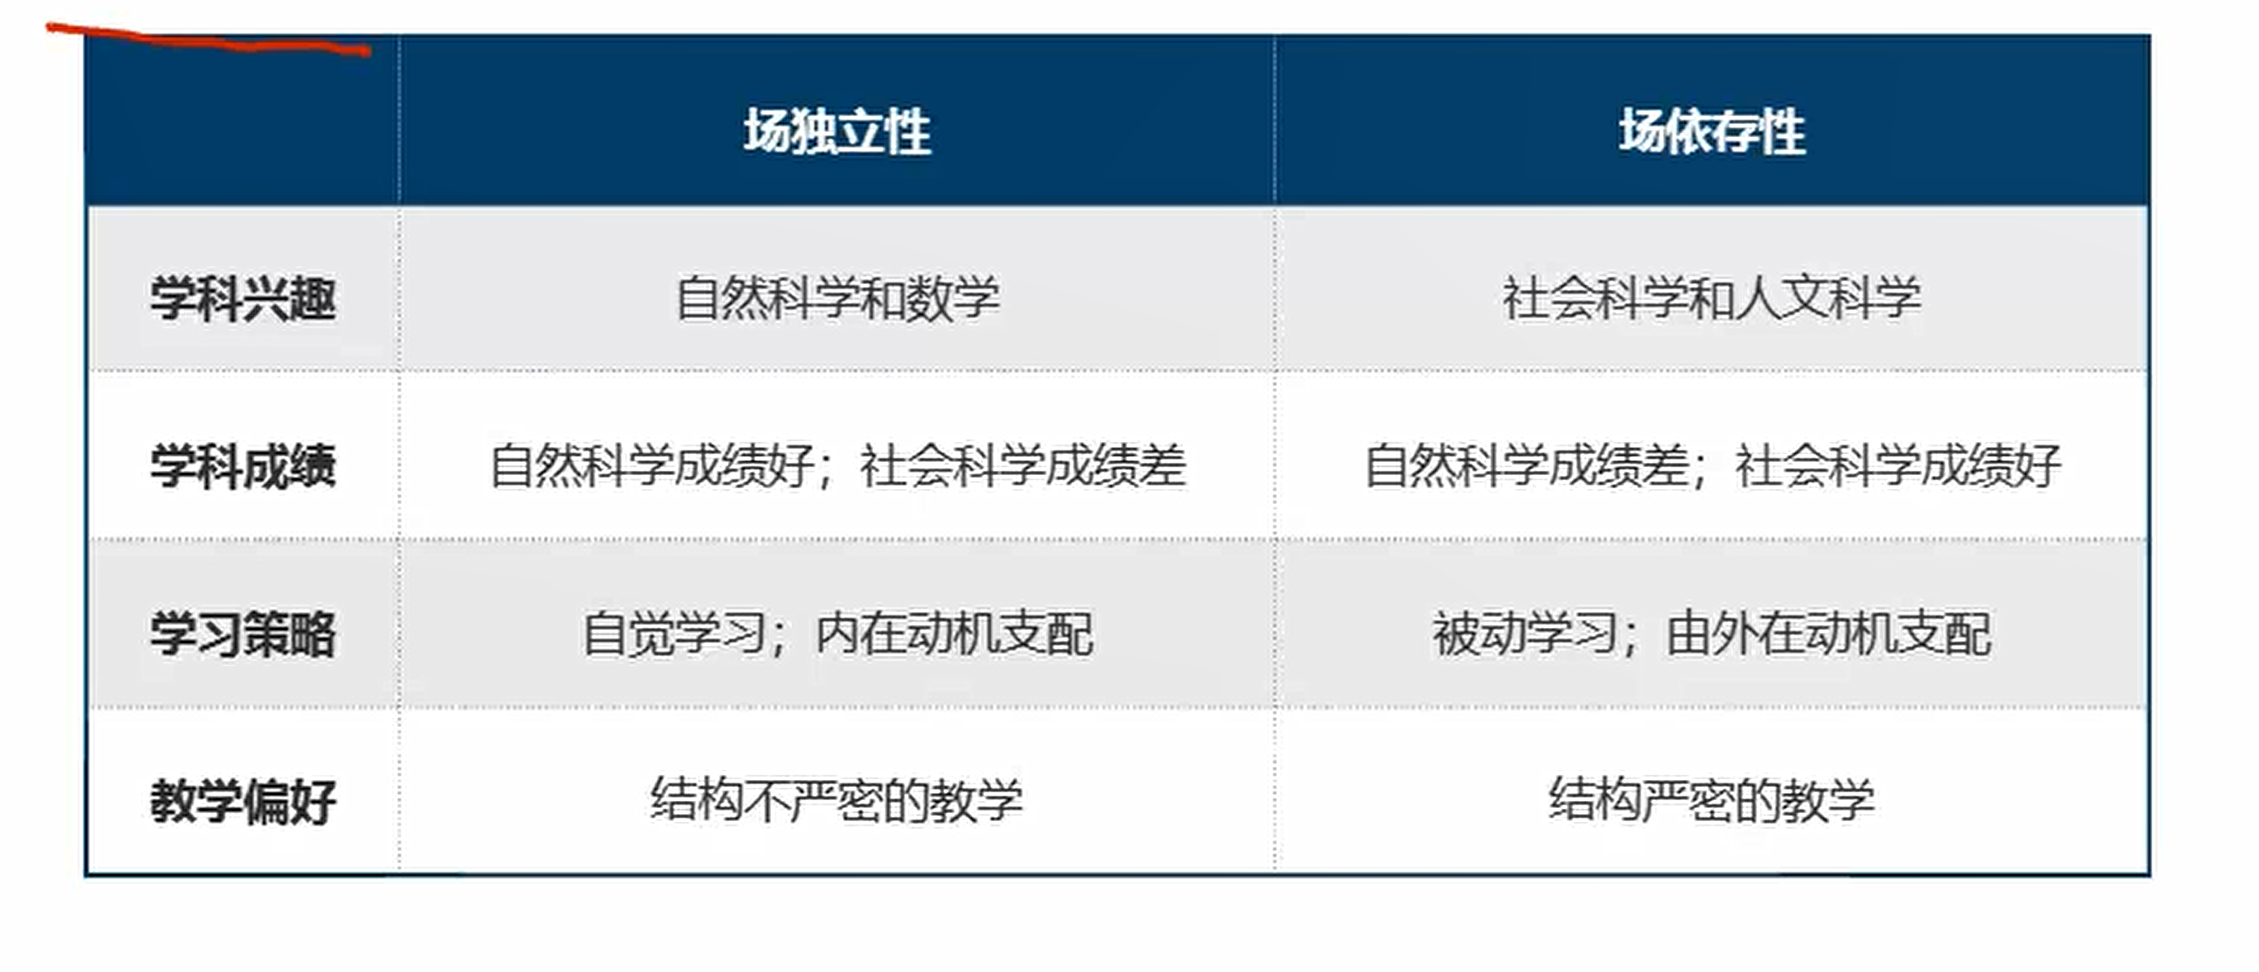 场独立性 场依存性
学科兴趣 自然科学和数学 社会科学和人文科学
学科成绩 自然科学成绩好；社会科学成绩差 自然科学成绩差；社会科学成绩好
学习策略 自觉学习；内在动机支配 被动学习；由外在动机支配
教学偏好 结构不严密的教学 结构严密的教学